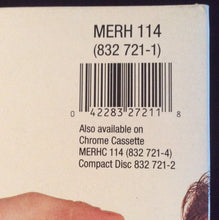 MERH 114
(832 721-1)
0 42283 27211 8
Also available on
Chrome Cassette
MERHC 114 (832 721-4)
Compact Disc 832 721-2